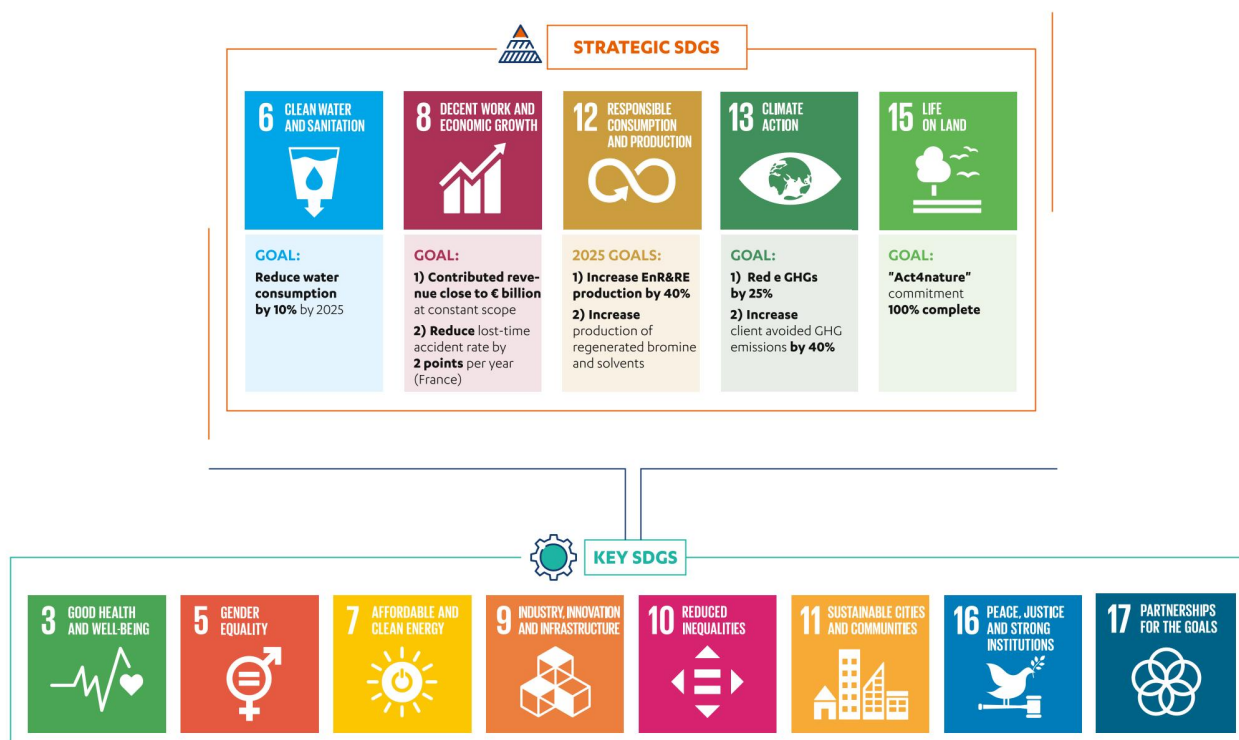 STRATEGIC SDGS
6 CLEAN WATER
AND SANITATION
GOAL:
Reduce water
consumption
by 10% by 2025
8 DECENT WORK AND
ECONOMIC GROWTH
GOAL:
1) Contributed reve-
nue close to € billion
at constant scope
2) Reduce lost-time
accident rate by
2 points per year
(France)
12 RESPONSIBLE
CONSUMPTION
AND PRODUCTION
2025 GOALS:
1) Increase EnR&RE
production by 40%
2) Increase
production of
regenerated bromine
and solvents
13 CLIMATE
ACTION
GOAL:
1) Red e GHGs
by 25%
2) Increase
client avoided GHG
emissions by 40%
15 LIFE
ON LAND
GOAL:
"Act4nature"
commitment
100% complete
KEY SDGS
3 GOOD HEALTH
AND WELL-BEING
5 GENDER
EQUALITY
7 AFFORDABLE AND
CLEAN ENERGY
9 INDUSTRY, INNOVATION
AND INFRASTRUCTURE
10 REDUCED
INEQUALITIES
11 SUSTAINABLE CITIES
AND COMMUNITIES
16 PEACE, JUSTICE
AND STRONG
INSTITUTIONS
17 PARTNERSHIPS
FOR THE GOALS